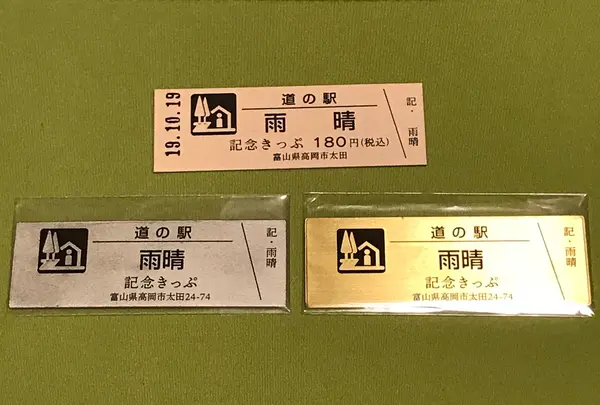 19.10.19
道の駅
雨 晴
記念きっぷ 180円(税込)
富山県高岡市太田
記・雨晴
道の駅
雨晴
記念きっぷ
富山県高岡市太田24-74
記・雨晴
道の駅
雨晴
記念きっぷ
富山県高岡市太田24-74
記・雨晴